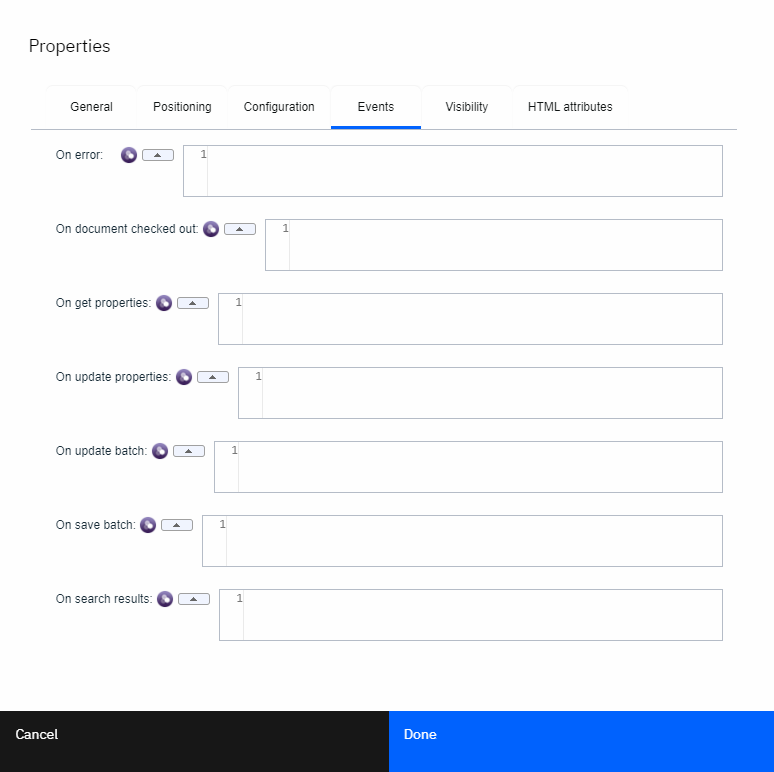 Properties
General Positioning Configuration Events Visibility HTML attributes
On error: 1
On document checked out: 1
On get properties: 1
On update properties: 1
On update batch: 1
On save batch: 1
On search results: 1
Cancel Done